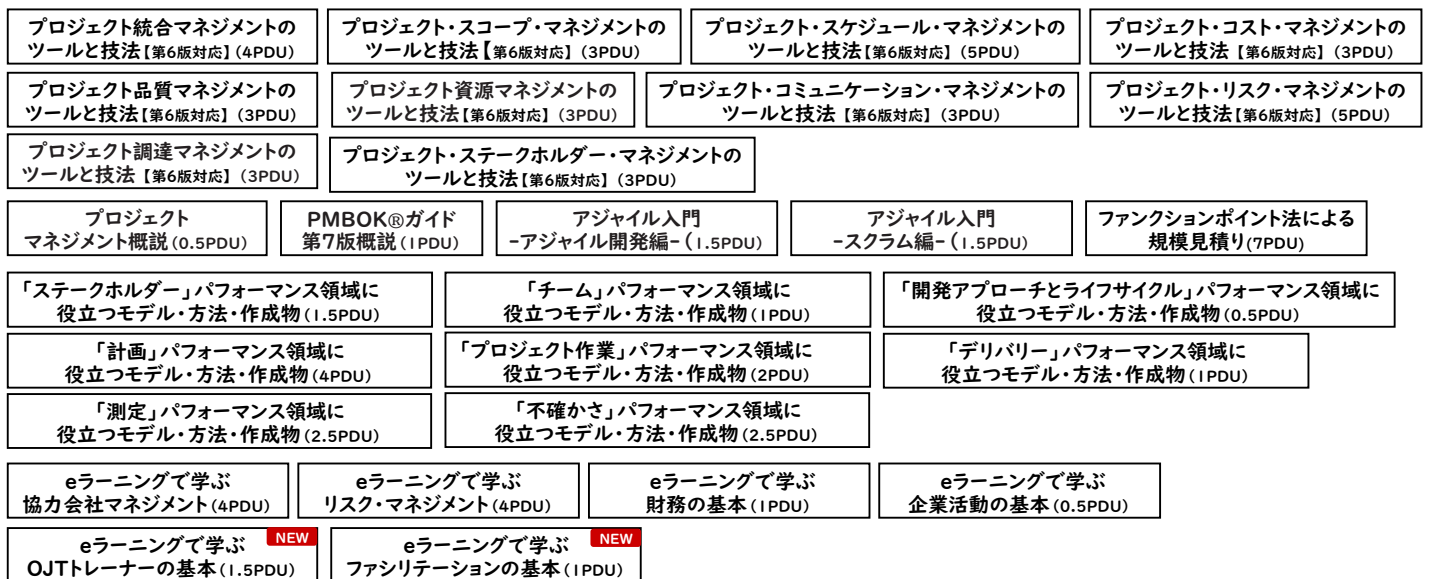 プロジェクト統合マネジメントの
ツールと技法【第6版対応】(4PDU)
プロジェクト・スコープ・マネジメントの
ツールと技法【第6版対応】(3PDU)
プロジェクト・スケジュール・マネジメントの
ツールと技法【第6版対応】(5PDU)
プロジェクト・コスト・マネジメントの
ツールと技法【第6版対応】(3PDU)
プロジェクト品質マネジメントの
ツールと技法【第6版対応】(3PDU)
プロジェクト資源マネジメントの
ツールと技法【第6版対応】(3PDU)
プロジェクト・コミュニケーション・マネジメントの
ツールと技法【第6版対応】(3PDU)
プロジェクト・リスク・マネジメントの
ツールと技法【第6版対応】(5PDU)
プロジェクト調達マネジメントの
ツールと技法【第6版対応】(3PDU)
プロジェクト・ステークホルダー・マネジメントの
ツールと技法【第6版対応】(3PDU)
プロジェクト
マネジメント概説(0.5PDU)
PMBOK®ガイド
第7版概説(1PDU)
アジャイル入門
-アジャイル開発編-(1.5PDU)
アジャイル入門
-スクラム編-(1.5PDU)
ファンクションポイント法による
規模見積り(7PDU)
「ステークホルダー」パフォーマンス領域に
役立つモデル・方法・作成物(1.5PDU)
「チーム」パフォーマンス領域に
役立つモデル・方法・作成物(1PDU)
「開発アプローチとライフサイクル」パフォーマンス領域に
役立つモデル・方法・作成物(0.5PDU)
「計画」パフォーマンス領域に
役立つモデル・方法・作成物(4PDU)
「プロジェクト作業」パフォーマンス領域に
役立つモデル・方法・作成物(2PDU)
「デリバリー」パフォーマンス領域に
役立つモデル・方法・作成物(1PDU)
「測定」パフォーマンス領域に
役立つモデル・方法・作成物(2.5PDU)
「不確かさ」パフォーマンス領域に
役立つモデル・方法・作成物(2.5PDU)
eラーニングで学ぶ
協力会社マネジメント(4PDU)
eラーニングで学ぶ
リスク・マネジメント(4PDU)
eラーニングで学ぶ
財務の基本(1PDU)
eラーニングで学ぶ
企業活動の基本(0.5PDU)
eラーニングで学ぶ NEW
OJTトレーナーの基本(1.5PDU)
eラーニングで学ぶ NEW
ファシリテーションの基本(1PDU)